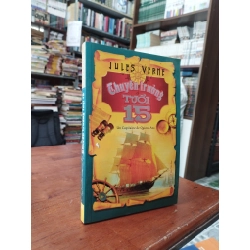 JULES VERNE
Thuyền trưởng
TUỔI
15